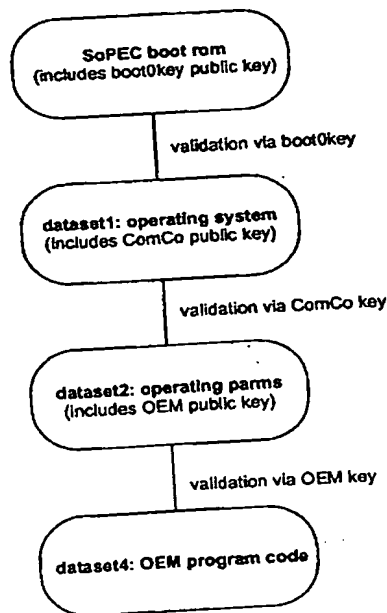 SoPEC boot rom
(includes boot0key public key)
validation via boot0key
dataset1: operating system
(includes ComCo public key)
validation via ComCo key
dataset2: operating parms
(includes OEM public key)
validation via OEM key
dataset4: OEM program code